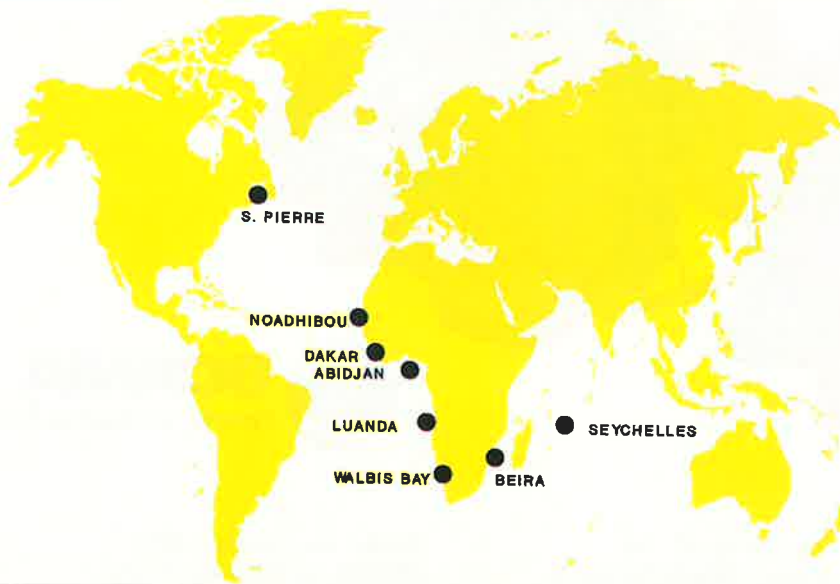 S. PIERRE
NOADHIBOU
DAKAR
ABIDJAN
LUANDA
SEYCHELLES
WALBIS BAY
BEIRA